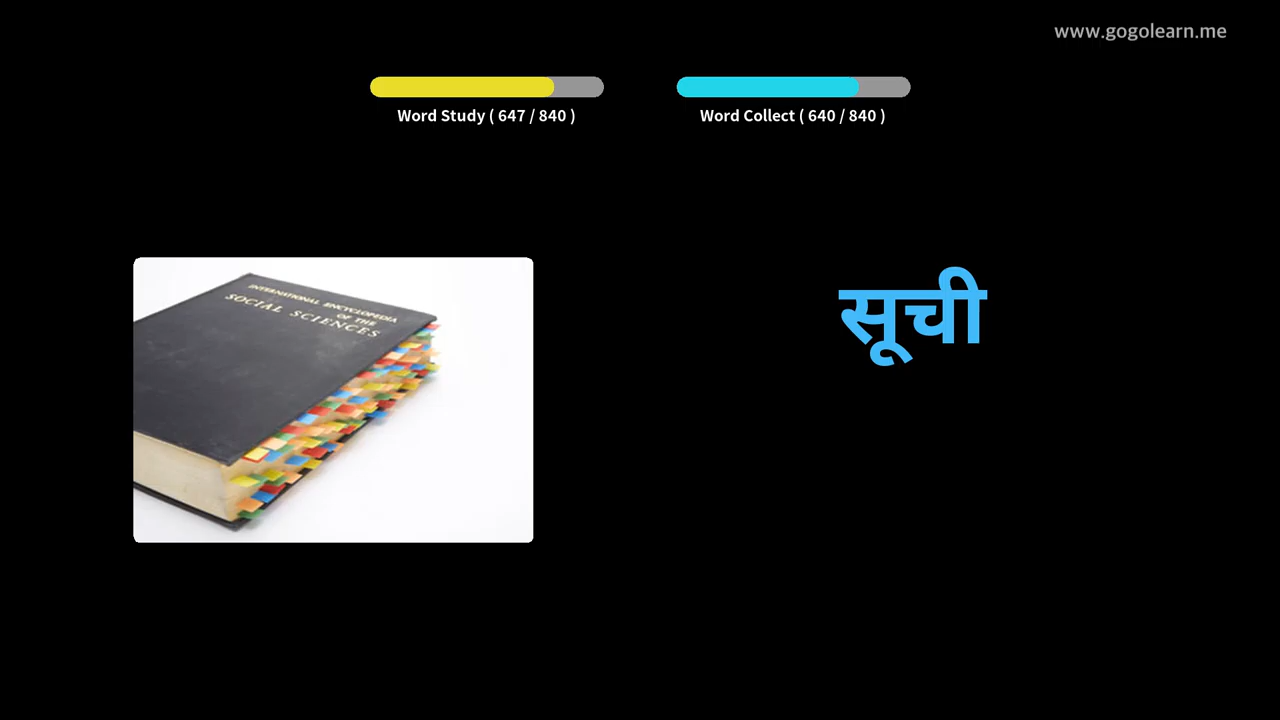 www.gogolearn.me
Word Study ( 647 / 840 )
Word Collect ( 640 / 840 )
INTERNATIONAL ENCYCLOPEDIA
OF THE
SOCIAL SCIENCES
सूची